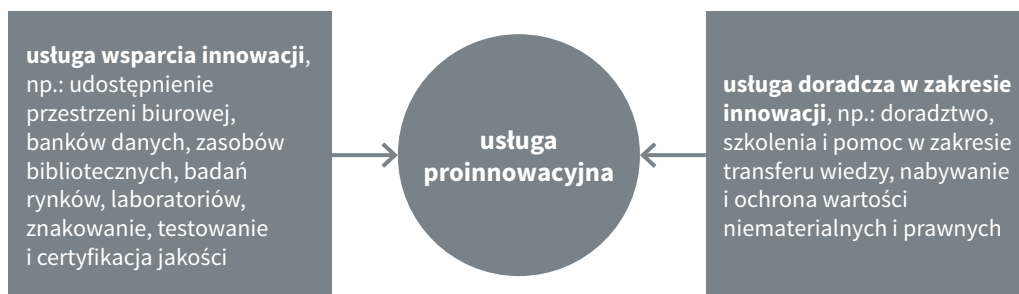 usługa wsparcia innowacji,
np.: udostępnienie
przestrzeni biurowej,
banków danych, zasobów
bibliotecznych, badań
rynków, laboratoriów,
znakowanie, testowanie
i certyfikacja jakości
usługa
proinnowacyjna
usługa doradcza w zakresie
innowacji, np.: doradztwo,
szkolenia i pomoc w zakresie
transferu wiedzy, nabywanie
i ochrona wartości
niematerialnych i prawnych